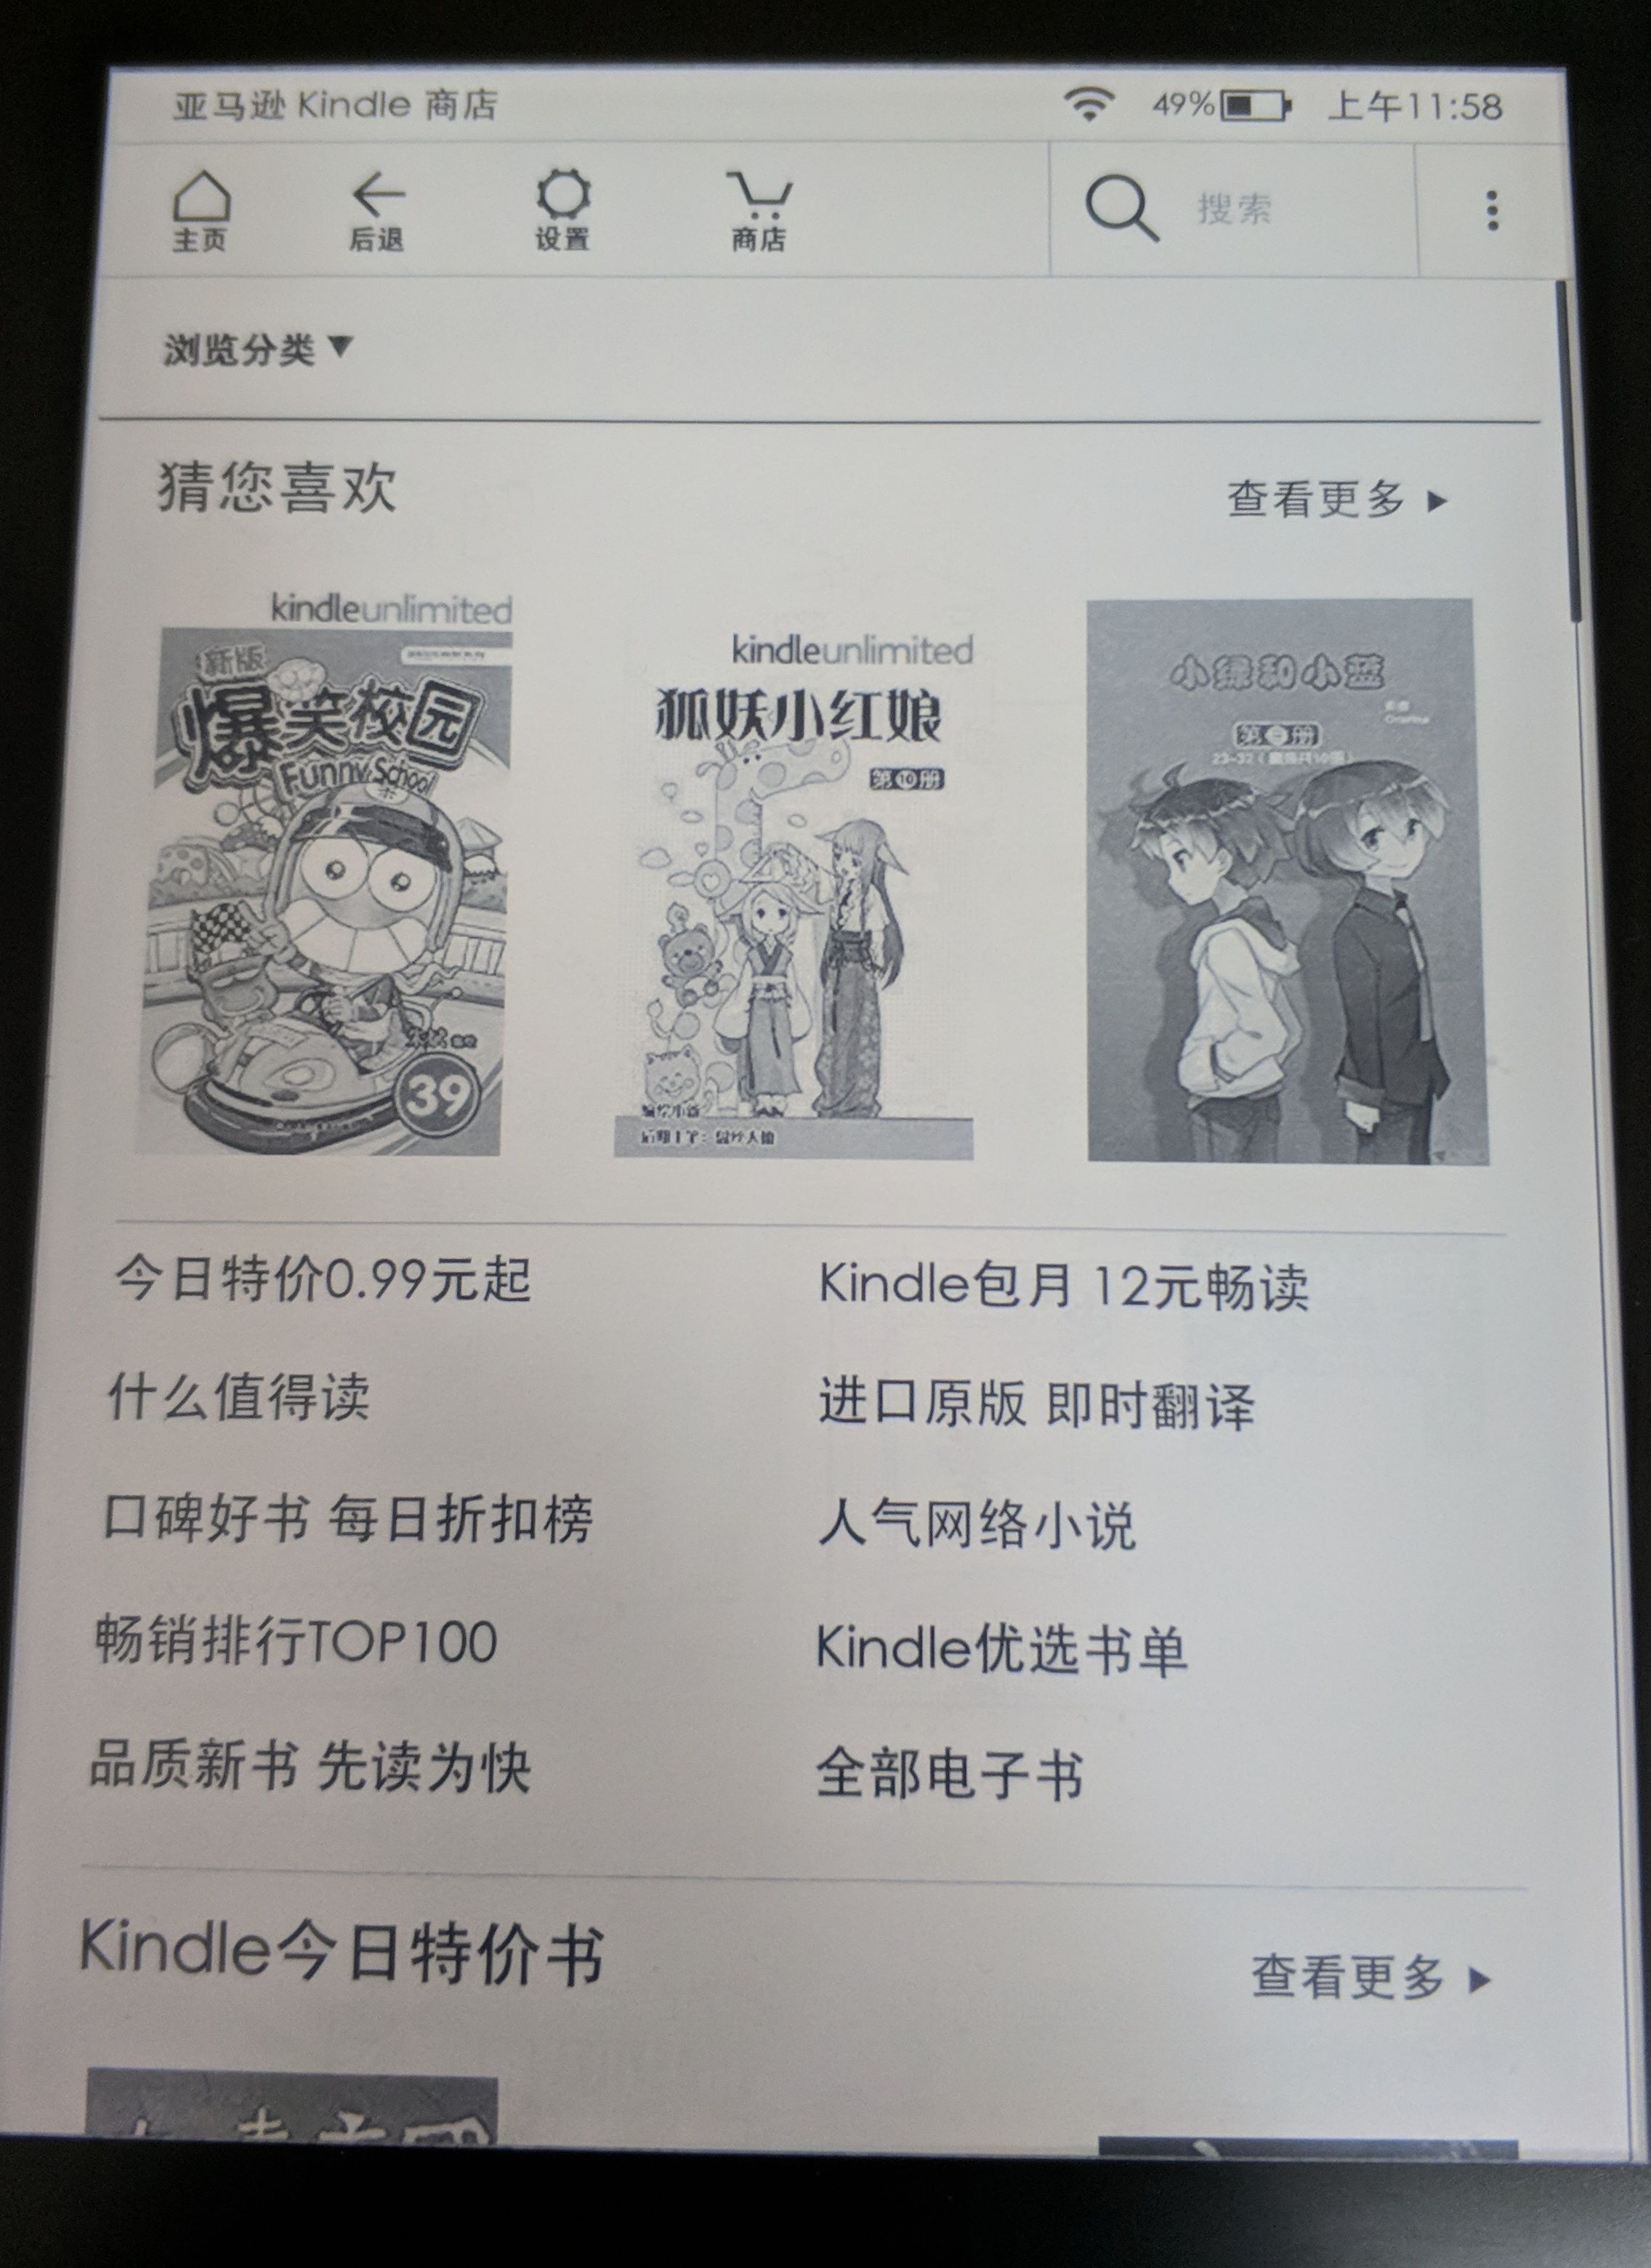 亚马逊 Kindle 商店
49%
上午11:58
主页
后退
设置
商店
搜索
浏览分类
猜您喜欢
查看更多
kindleunlimited
新版
爆笑校园
Funny School
39
kindleunlimited
狐妖小红娘
第10册
小绿和小蓝
今日特价0.99元起
Kindle包月 12元畅读
什么值得读
进口原版 即时翻译
口碑好书 每日折扣榜
人气网络小说
畅销排行TOP100
Kindle优选书单
品质新书 先读为快
全部电子书
Kindle今日特价书
查看更多